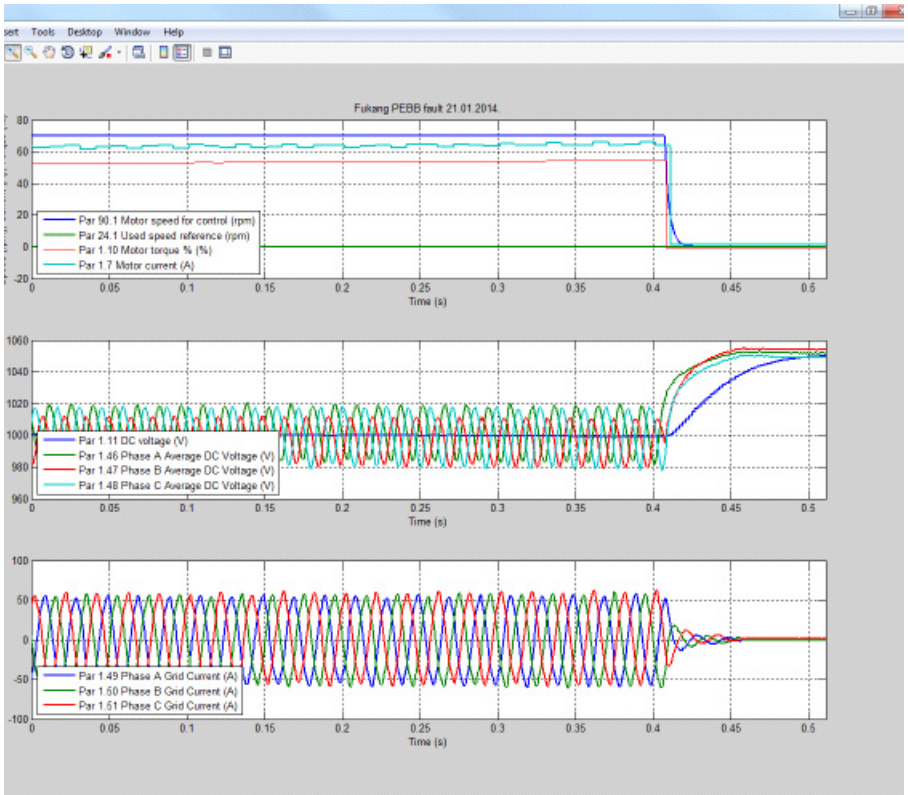 Tools Desktop Window Help
Fukang PEBB fault 21.01.2014.
80
60
40
20
0
-20
Par 90.1 Motor speed for control (rpm)
Par 24.1 Used speed reference (rpm)
Par 1.10 Motor torque % (%)
Par 1.7 Motor current (A)
0 0.05 0.1 0.15 0.2 0.25 0.3 0.35 0.4 0.45 0.5
Time (s)
1060
1040
1020
1000
980
960
Par 1.11 DC voltage (V)
Par 1.46 Phase A Average DC Voltage (V)
Par 1.47 Phase B Average DC Voltage (V)
Par 1.48 Phase C Average DC Voltage (V)
0 0.05 0.1 0.15 0.2 0.25 0.3 0.35 0.4 0.45 0.5
Time (s)
100
50
0
-50
-100
Par 1.49 Phase A Grid Current (A)
Par 1.50 Phase B Grid Current (A)
Par 1.51 Phase C Grid Current (A)
0 0.05 0.1 0.15 0.2 0.25 0.3 0.35 0.4 0.45 0.5
Time (s)